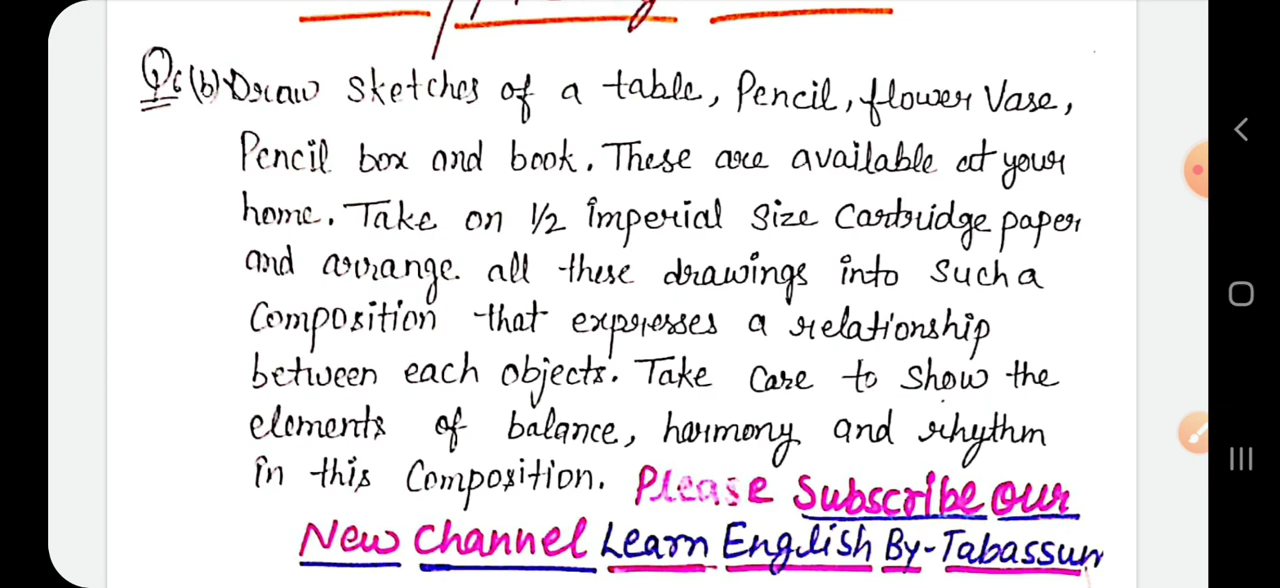 Q6(b) Draw sketches of a table, Pencil, flower Vase,
Pencil box and book. These are available at your
home. Take on 1/2 imperial Size Cartridge paper
and arrange all these drawings into Such a
Composition that expresses a relationship
between each objects. Take care to show the
elements of balance, harmony and rhythm
in this Composition. Please Subscribe our
New Channel Learn English By-Tabassum